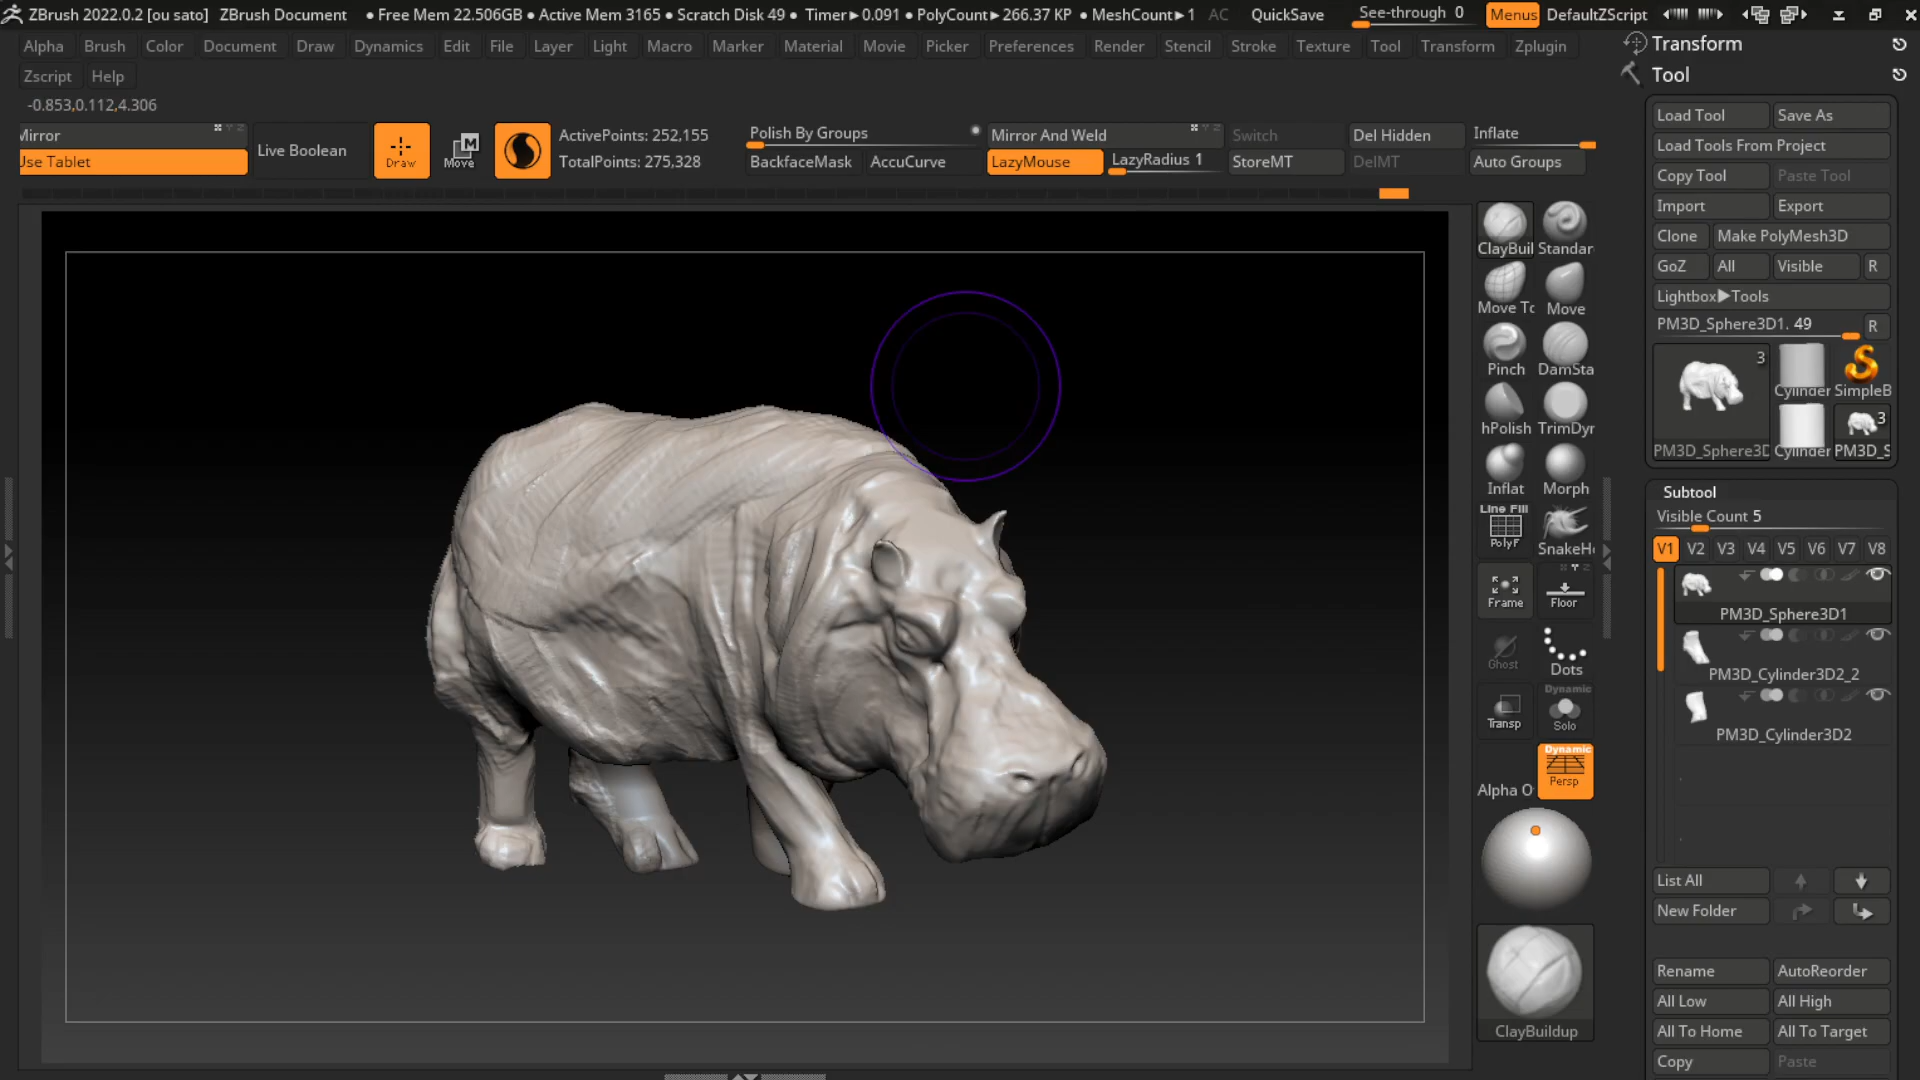 ZBrush 2022.0.2 [ou sato] ZBrush Document • Free Mem 22.506GB • Active Mem 3165 • Scratch Disk 49 • Timer▶0.091 • PolyCount▶266.37 KP • MeshCount▶1 AC QuickSave See-through 0 Menus DefaultZScript
Alpha Brush Color Document Draw Dynamics Edit File Layer Light Macro Marker Material Movie Picker Preferences Render Stencil Stroke Texture Tool Transform Zplugin
Zscript Help
-0.853,0.112,4.306
Mirror
Use Tablet
Live Boolean
Draw
Move
ActivePoints: 252,155
TotalPoints: 275,328
Polish By Groups
BackfaceMask AccuCurve
Mirror And Weld
LazyMouse LazyRadius 1
Switch
StoreMT
Del Hidden
DelMT
Inflate
Auto Groups
ClayBuil Standar
Move To Move
Pinch DamSta
hPolish TrimDyr
Inflat Morph
Line Fill
PolyF
SnakeH
Frame Floor
Ghost Dots
Transp
Dynamic
Solo
Dynamic
Persp
Alpha O
ClayBuildup
Transform
Tool
Load Tool Save As
Load Tools From Project
Copy Tool Paste Tool
Import Export
Clone Make PolyMesh3D
GoZ All Visible R
Lightbox▶Tools
PM3D_Sphere3D1. 49 R
3
Cylinder SimpleB
3
PM3D_Sphere3D Cylinder PM3D_S
Subtool
Visible Count 5
V1 V2 V3 V4 V5 V6 V7 V8
PM3D_Sphere3D1
PM3D_Cylinder3D2_2
PM3D_Cylinder3D2
List All
New Folder
Rename AutoReorder
All Low All High
All To Home All To Target
Copy Paste